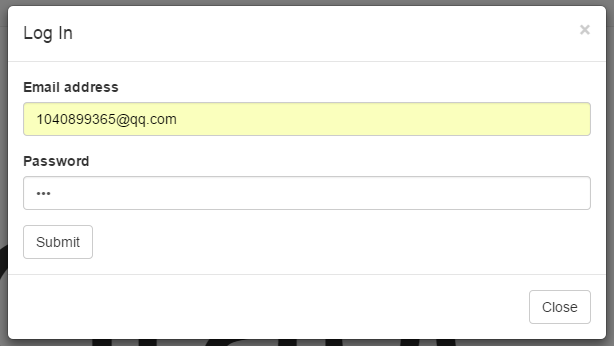 Log In
×
Email address
1040899365@qq.com
Password
•••
Submit
Close